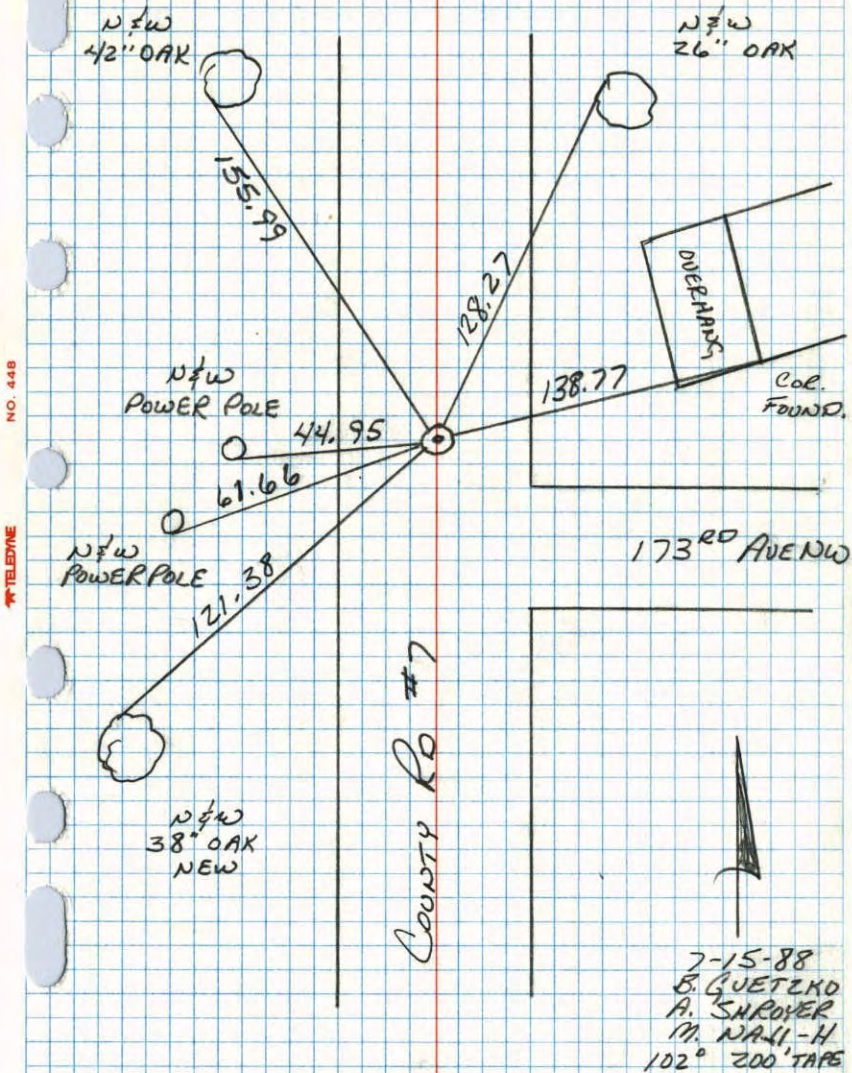 N & W
42" OAK
N & W
26" OAK
155.99
128.27
OVERHANG
138.77
COR.
FOUND.
N & W
POWER POLE
44.95
61.66
N & W
POWER POLE
121.38
173RD AVE NW
COUNTY RD #7
N & W
38" OAK
NEW
7-15-88
B. GUETZKO
A. SHROYER
M.
102° 200' TAPE
NO. 448
TELEDYNE